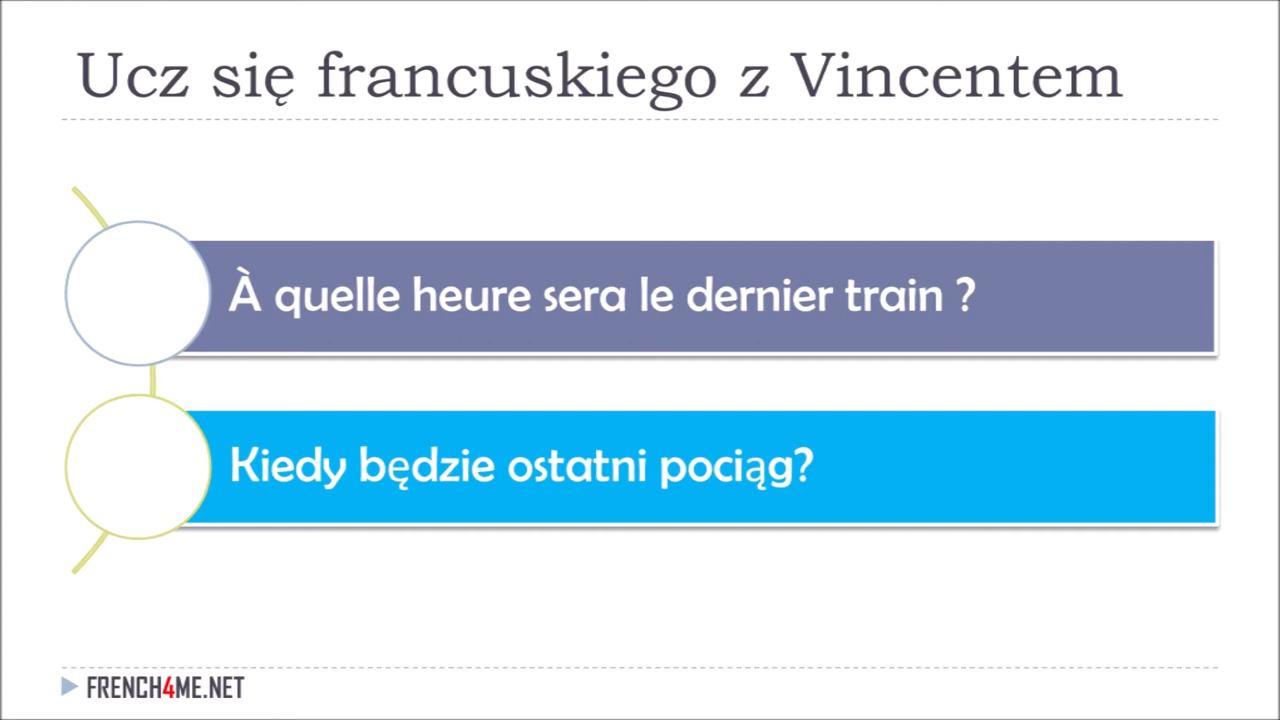 Ucz się francuskiego z Vincentem
À quelle heure sera le dernier train ?
Kiedy będzie ostatni pociąg?
FRENCH4ME.NET